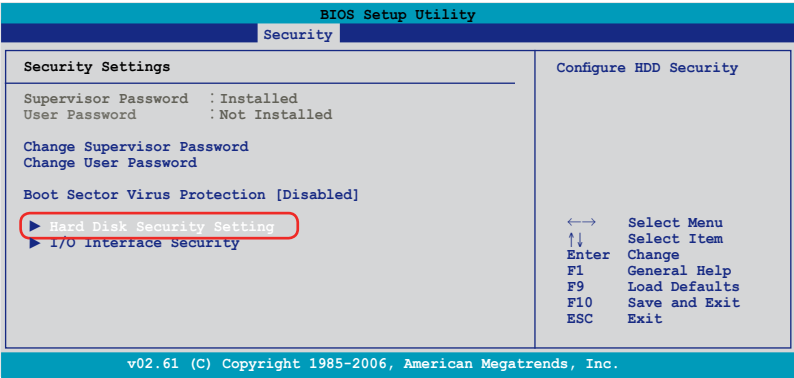 BIOS Setup Utility
Security
Security Settings
Supervisor Password : Installed
User Password : Not Installed
Change Supervisor Password
Change User Password
Boot Sector Virus Protection [Disabled]
▶ Hard Disk Security Setting
▶ I/O Interface Security
Configure HDD Security
←→ Select Menu
↑↓ Select Item
Enter Change
F1 General Help
F9 Load Defaults
F10 Save and Exit
ESC Exit
v02.61 (C) Copyright 1985-2006, American Megatrends, Inc.